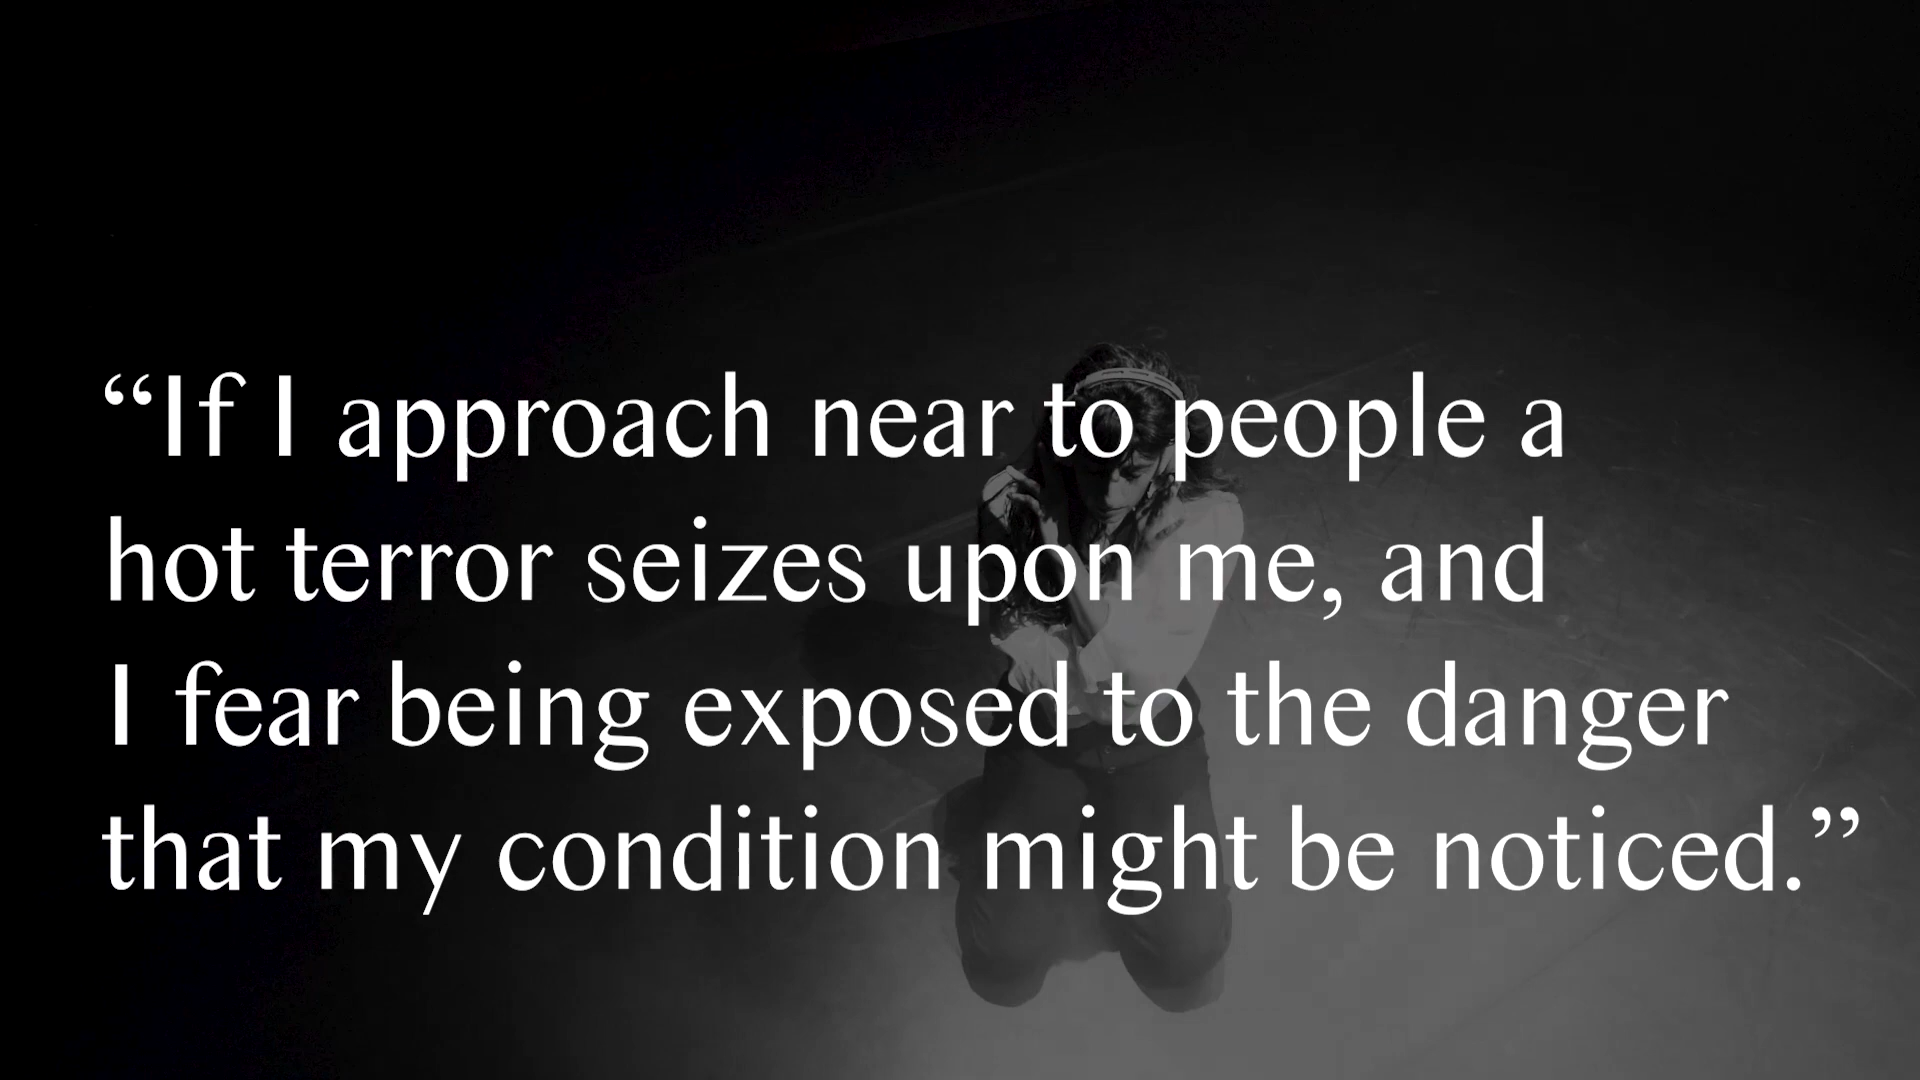 “If I approach near to people a
hot terror seizes upon me, and
I fear being exposed to the danger
that my condition might be noticed.”